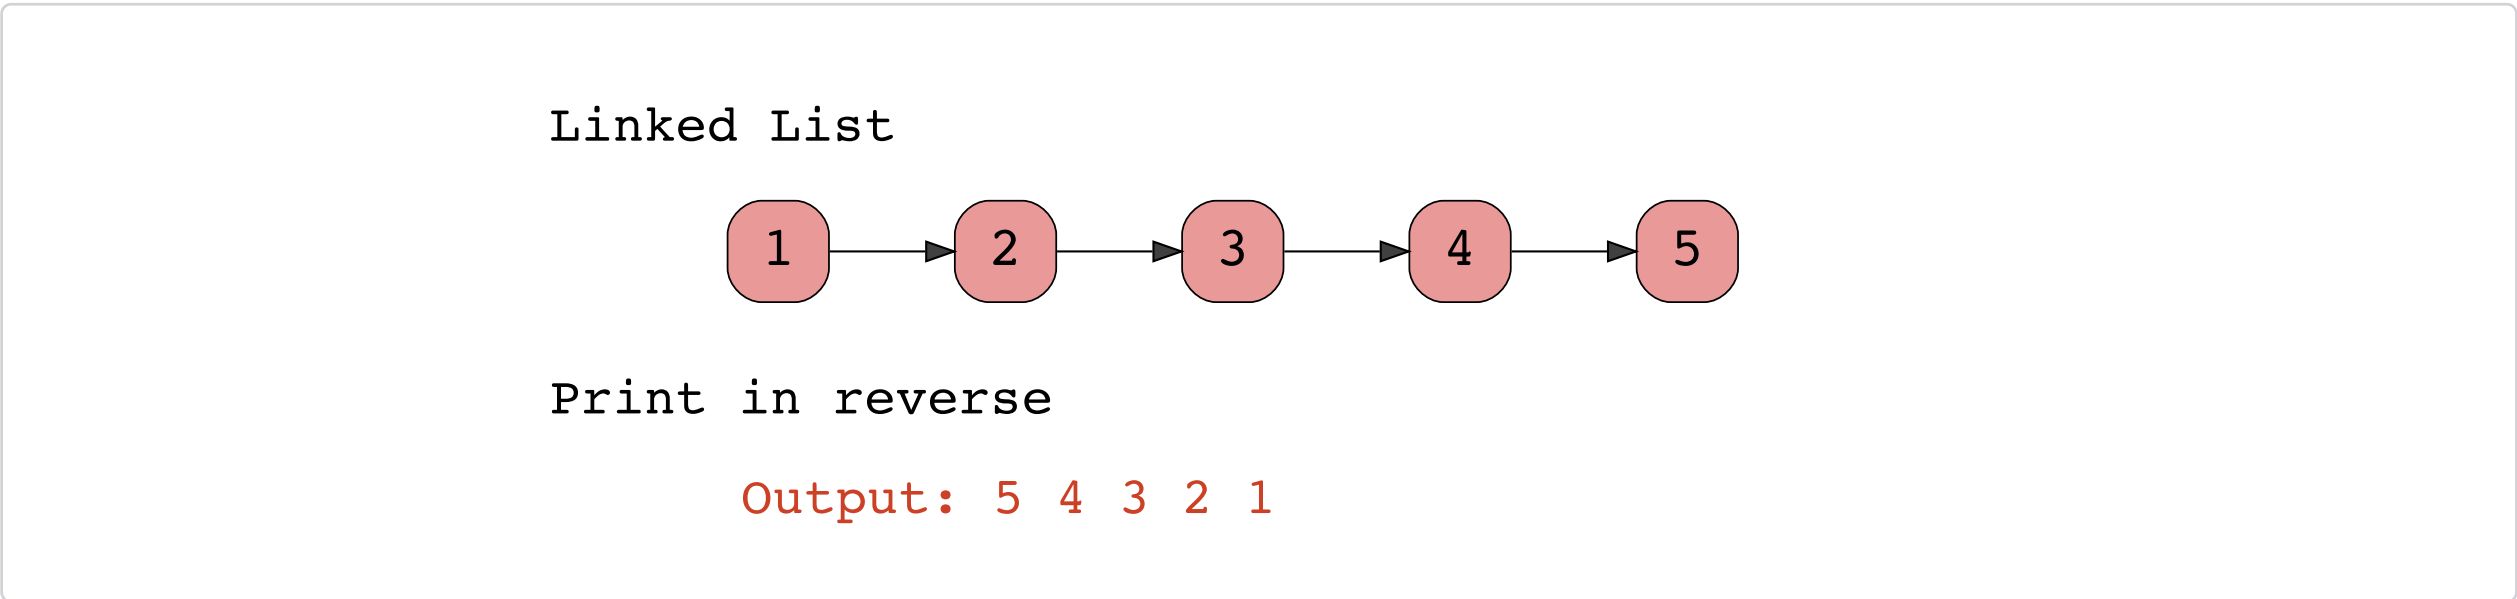 Linked List
1 2 3 4 5
Print in reverse
Output: 5 4 3 2 1